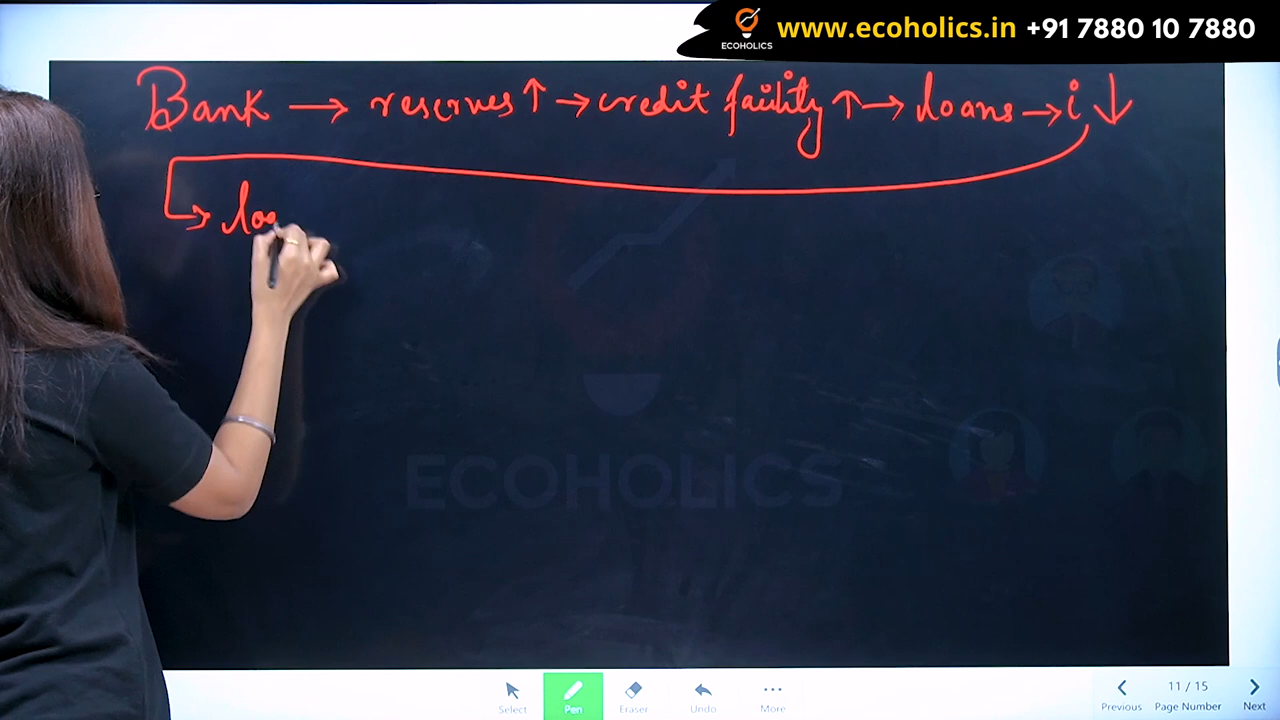 ECOHOLICS
www.ecoholics.in +91 7880 10 7880
Bank → reserves ↑ → credit facility ↑ → loans → i ↓
→ loa
ECOHOLICS
Select
Pen
Eraser
Undo
More
Previous
11 / 15
Page Number
Next